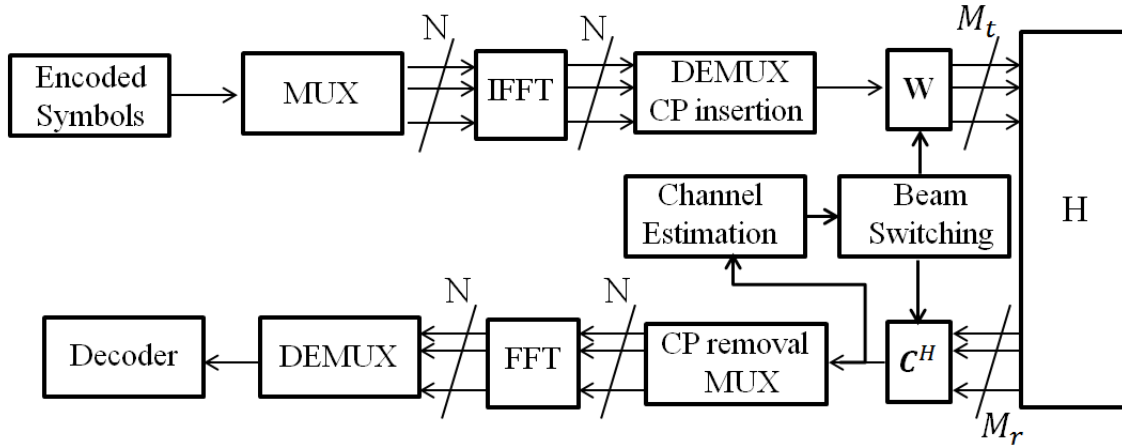 N
N
M_t
Encoded
Symbols
MUX
IFFT
DEMUX
CP insertion
W
Channel
Estimation
Beam
Switching
H
N
N
Decoder
DEMUX
FFT
CP removal
MUX
C^H
M_r